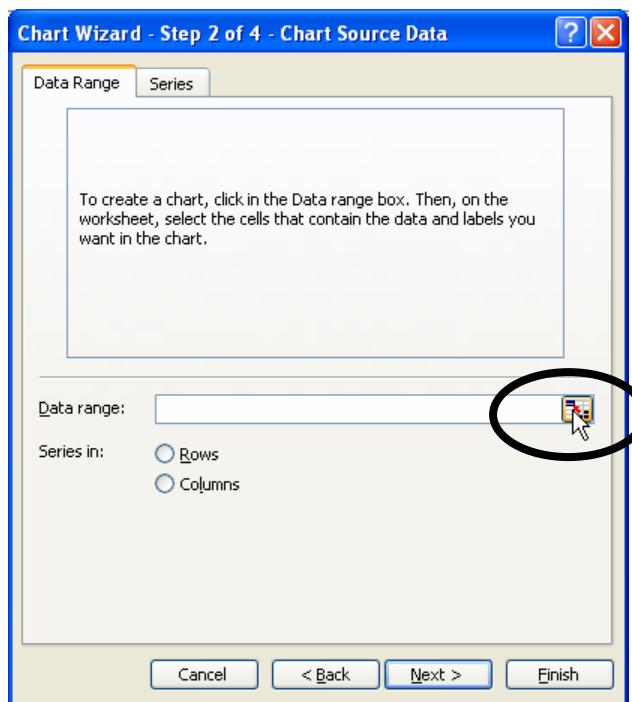 Chart Wizard - Step 2 of 4 - Chart Source Data
Data Range Series
To create a chart, click in the Data range box. Then, on the
worksheet, select the cells that contain the data and labels you
want in the chart.
Data range:
Series in: Rows
Columns
Cancel < Back Next > Finish